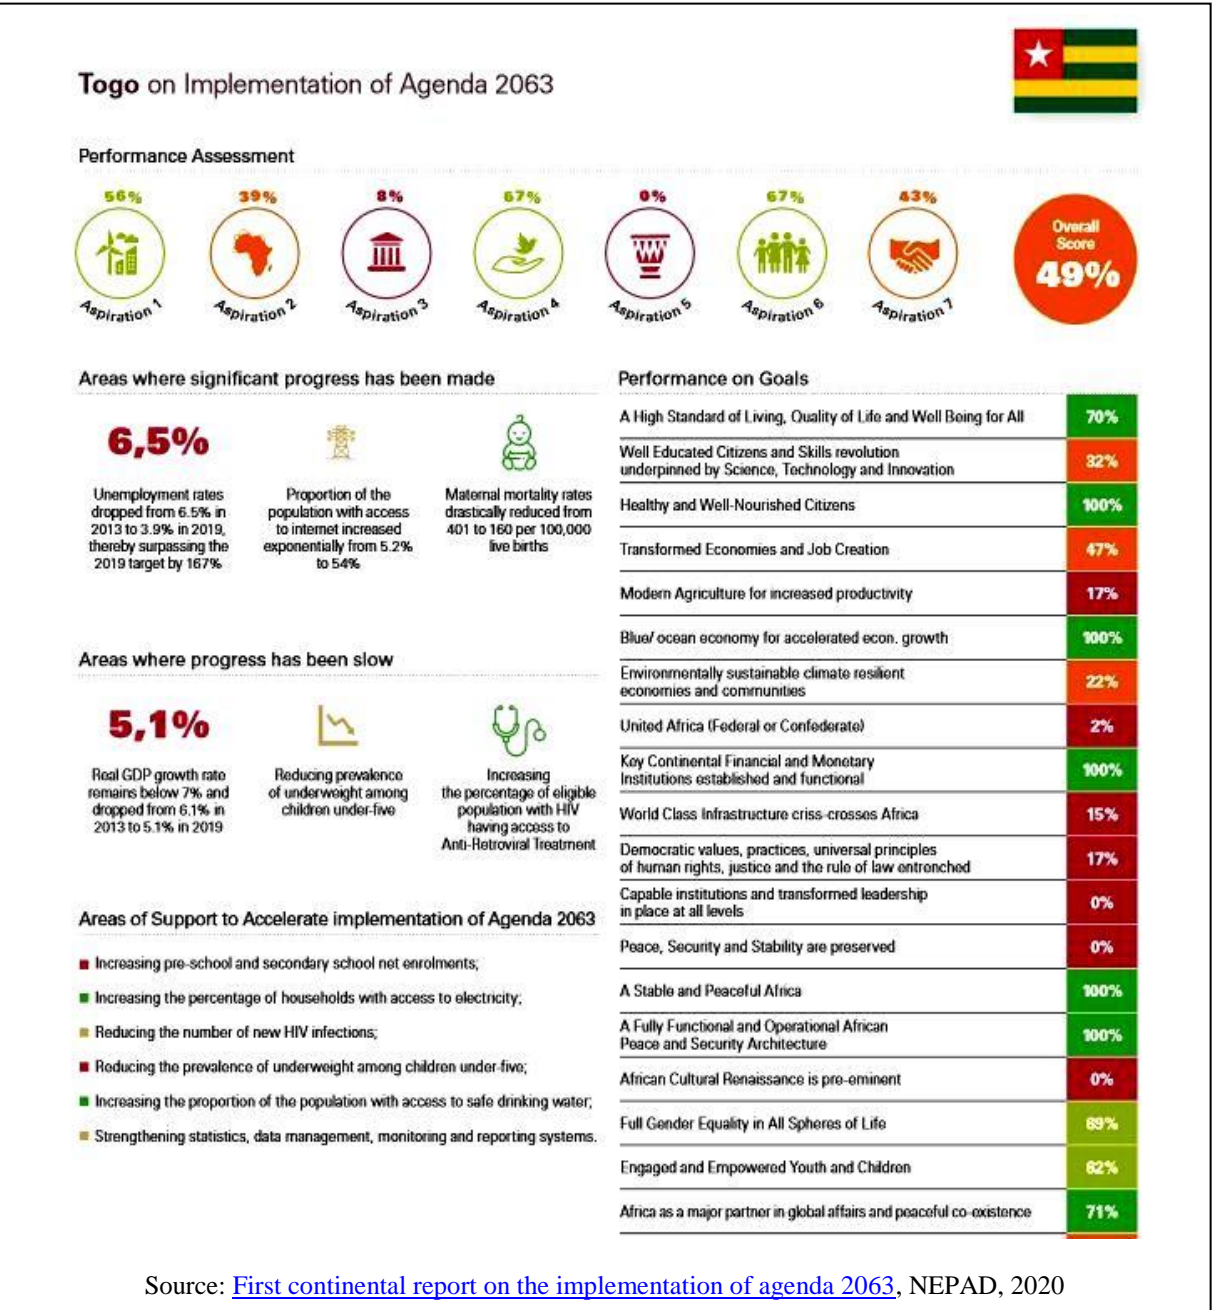 Togo on Implementation of Agenda 2063
Performance Assessment
56%
39%
8%
67%
0%
67%
43%
Aspiration 1
Aspiration 2
Aspiration 3
Aspiration 4
Aspiration 5
Aspiration 6
Aspiration 7
Overall
Score
49%
Areas where significant progress has been made
6,5%
Unemployment rates
dropped from 6.5% in
2013 to 3.9% in 2019,
thereby surpassing the
2019 target by 167%
Proportion of the
population with access
to internet increased
exponentially from 5.2%
to 54%
Maternal mortality rates
drastically reduced from
401 to 160 per 100,000
live births
Areas where progress has been slow
5,1%
Real GDP growth rate
remains below 7% and
dropped from 6.1% in
2013 to 5.1% in 2019
Reducing prevalence
of underweight among
children under-five
Increasing
the percentage of eligible
population with HIV
having access to
Anti-Retroviral Treatment
Areas of Support to Accelerate implementation of Agenda 2063
Increasing pre-school and secondary school net enrolments;
Increasing the percentage of households with access to electricity;
Reducing the number of new HIV infections;
Reducing the prevalence of underweight among children under-five;
Increasing the proportion of the population with access to safe drinking water;
Strengthening statistics, data management, monitoring and reporting systems.
Performance on Goals
A High Standard of Living, Quality of Life and Well Being for All 70%
Well Educated Citizens and Skills revolution
underpinned by Science, Technology and Innovation 32%
Healthy and Well-Nourished Citizens 100%
Transformed Economies and Job Creation 47%
Modern Agriculture for increased productivity 17%
Blue/ ocean economy for accelerated econ. growth 100%
Environmentally sustainable climate resilient
economies and communities 22%
United Africa (Federal or Confederate) 2%
Key Continental Financial and Monetary
Institutions established and functional 100%
World Class Infrastructure criss-crosses Africa 15%
Democratic values, practices, universal principles
of human rights, justice and the rule of law entrenched 17%
Capable institutions and transformed leadership
in place at all levels 0%
Peace, Security and Stability are preserved 0%
A Stable and Peaceful Africa 100%
A Fully Functional and Operational African
Peace and Security Architecture 100%
African Cultural Renaissance is pre-eminent 0%
Full Gender Equality in All Spheres of Life
Engaged and Empowered Youth and Children
Africa as a major partner in global affairs and peaceful co-existence 71%
Source: First continental report on the implementation of agenda 2063, NEPAD, 2020